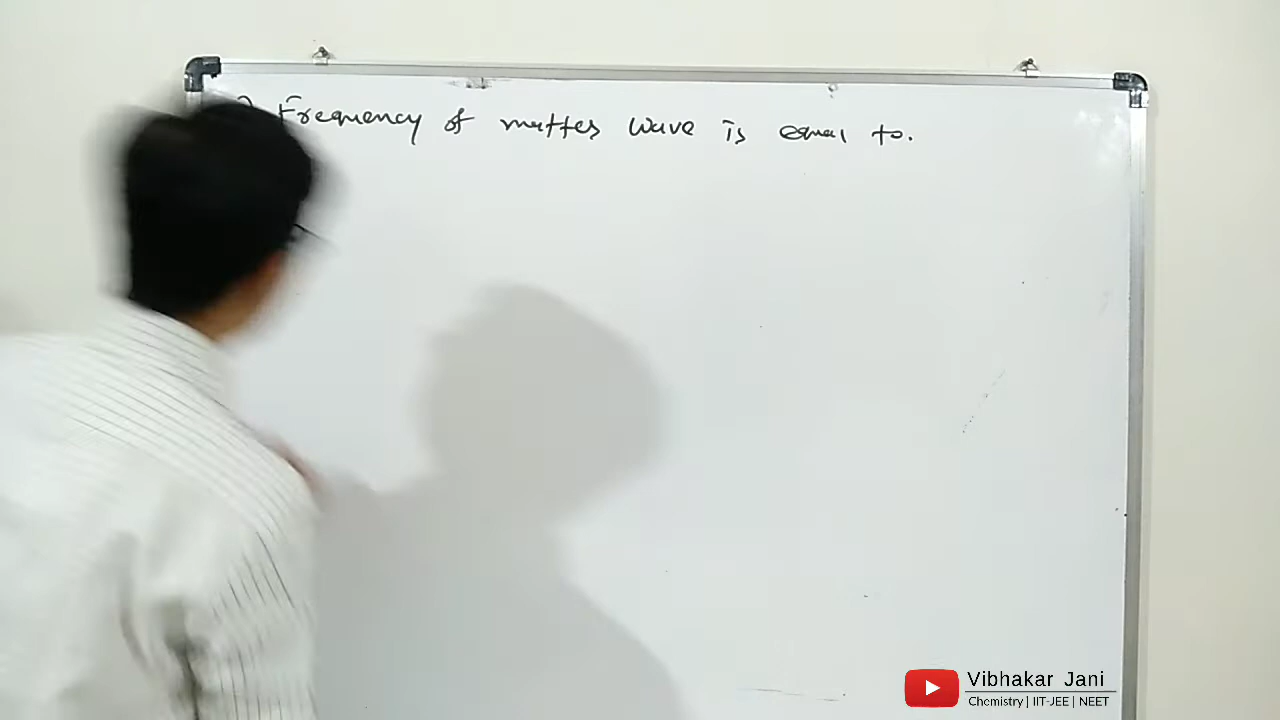 Frequency of matter wave is equal to.
Vibhakar Jani
Chemistry | IIT-JEE | NEET